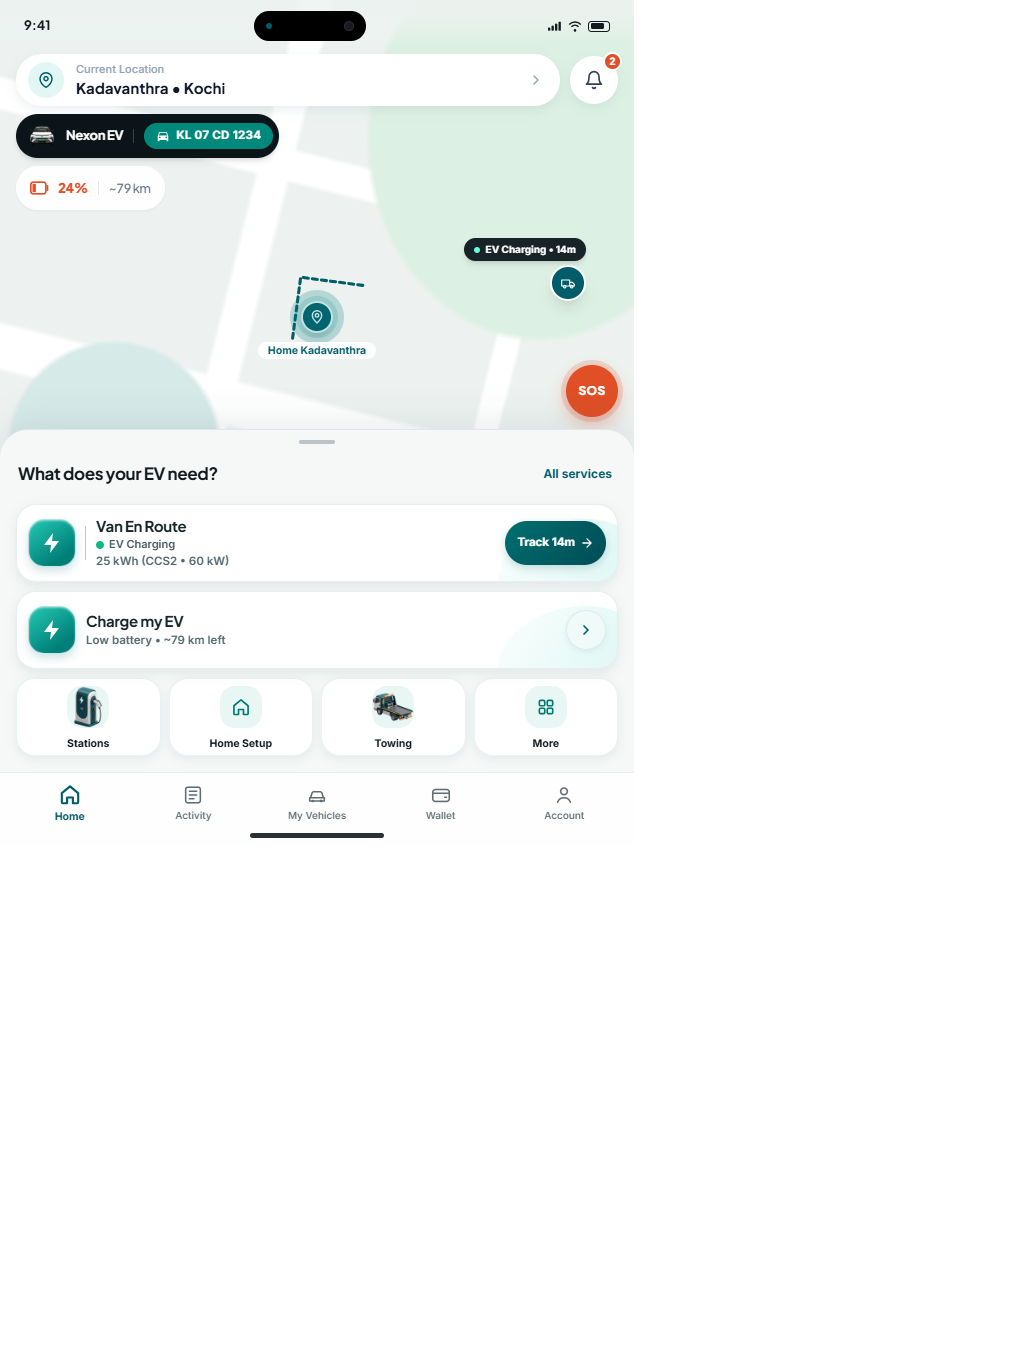 9:41
Current Location
Kadavanthra • Kochi
2
Nexon EV
KL 07 CD 1234
24%
~79 km
EV Charging • 14m
Home Kadavanthra
SOS
What does your EV need?
All services
Van En Route
EV Charging
25 kWh (CCS2 • 60 kW)
Track 14m
Charge my EV
Low battery • ~79 km left
Stations
Home Setup
Towing
More
Home
Activity
My Vehicles
Wallet
Account